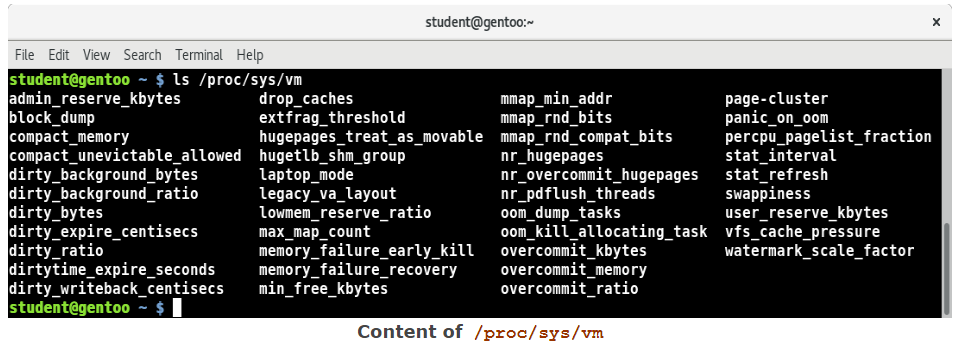 student@gentoo:~ ×
File Edit View Search Terminal Help
student@gentoo ~ $ ls /proc/sys/vm
admin_reserve_kbytes drop_caches mmap_min_addr page-cluster
block_dump extfrag_threshold mmap_rnd_bits panic_on_oom
compact_memory hugepages_treat_as_movable mmap_rnd_compat_bits percpu_pagelist_fraction
compact_unevictable_allowed hugetlb_shm_group nr_hugepages stat_interval
dirty_background_bytes laptop_mode nr_overcommit_hugepages stat_refresh
dirty_background_ratio legacy_va_layout nr_pdflush_threads swappiness
dirty_bytes lowmem_reserve_ratio oom_dump_tasks user_reserve_kbytes
dirty_expire_centisecs max_map_count oom_kill_allocating_task vfs_cache_pressure
dirty_ratio memory_failure_early_kill overcommit_kbytes watermark_scale_factor
dirtytime_expire_seconds memory_failure_recovery overcommit_memory
dirty_writeback_centisecs min_free_kbytes overcommit_ratio
student@gentoo ~ $
Content of /proc/sys/vm